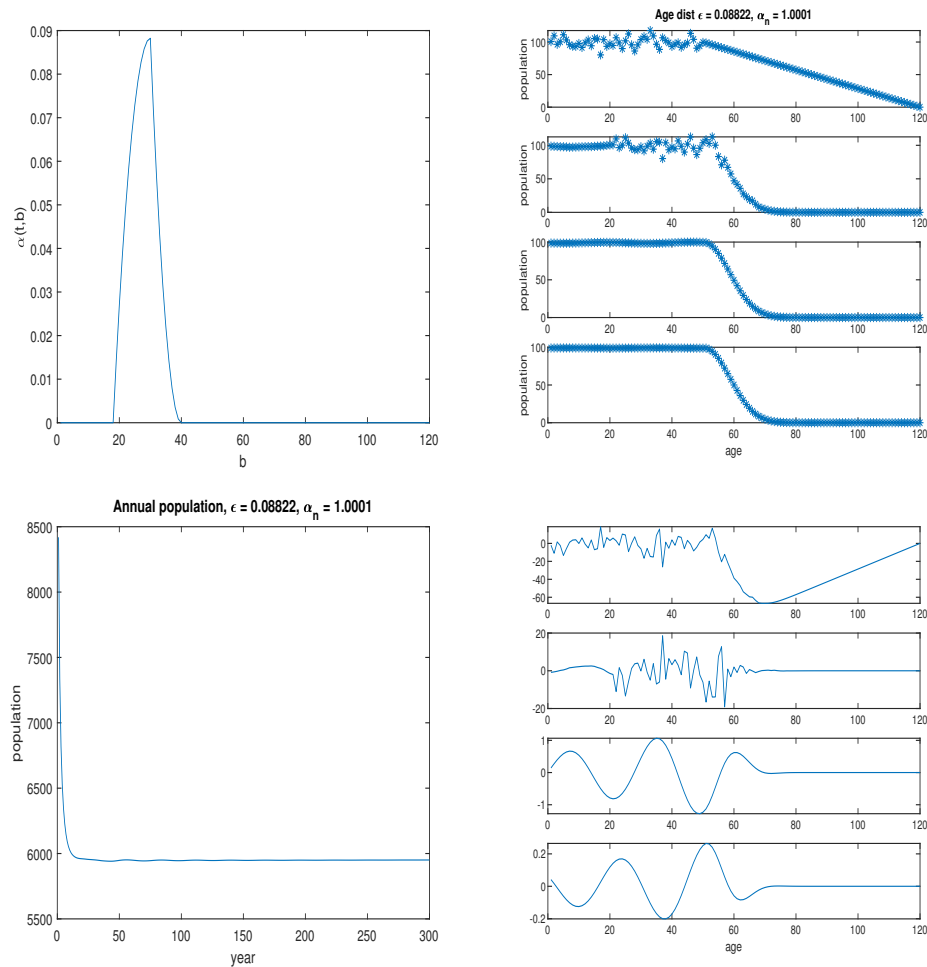 0.09
0.08
0.07
0.06
0.05
0.04
0.03
0.02
0.01
0
α(t,b)
0 20 40 60 80 100 120
b
Age dist ϵ = 0.08822, αn = 1.0001
100
50
0
population
0 20 40 60 80 100 120
100
50
0
population
0 20 40 60 80 100 120
100
50
0
population
0 20 40 60 80 100 120
100
50
0
population
0 20 40 60 80 100 120
age
Annual population, ϵ = 0.08822, αn = 1.0001
8500
8000
7500
7000
6500
6000
5500
population
0 50 100 150 200 250 300
year
0
-20
-40
-60
0 20 40 60 80 100 120
20
0
-20
0 20 40 60 80 100 120
1
0
-1
0 20 40 60 80 100 120
0.2
0
-0.2
0 20 40 60 80 100 120
age